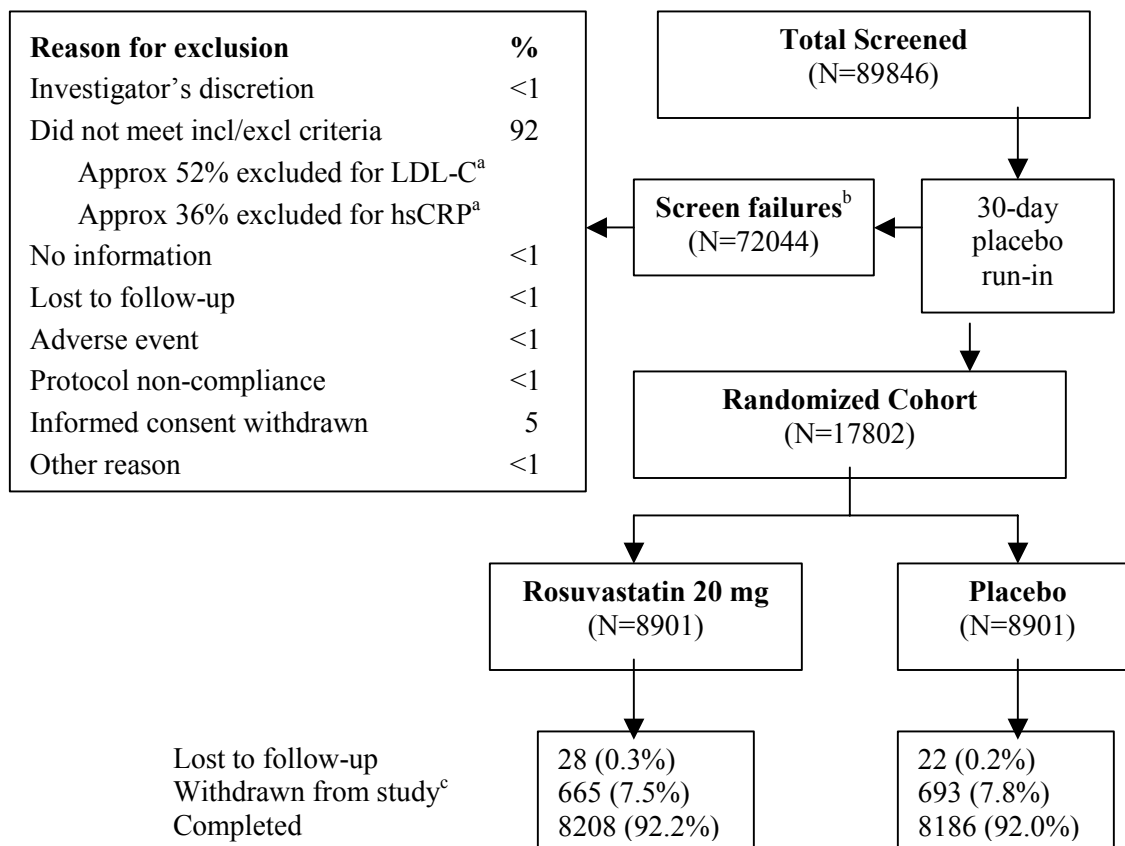 Reason for exclusion %
Investigator's discretion <1
Did not meet incl/excl criteria 92
Approx 52% excluded for LDL-Cᵃ
Approx 36% excluded for hsCRPᵃ
No information <1
Lost to follow-up <1
Adverse event <1
Protocol non-compliance <1
Informed consent withdrawn 5
Other reason <1
Total Screened
(N=89846)
Screen failuresᵇ
(N=72044)
30-day
placebo
run-in
Randomized Cohort
(N=17802)
Rosuvastatin 20 mg
(N=8901)
Placebo
(N=8901)
Lost to follow-up 28 (0.3%) 22 (0.2%)
Withdrawn from studyᶜ 665 (7.5%) 693 (7.8%)
Completed 8208 (92.2%) 8186 (92.0%)